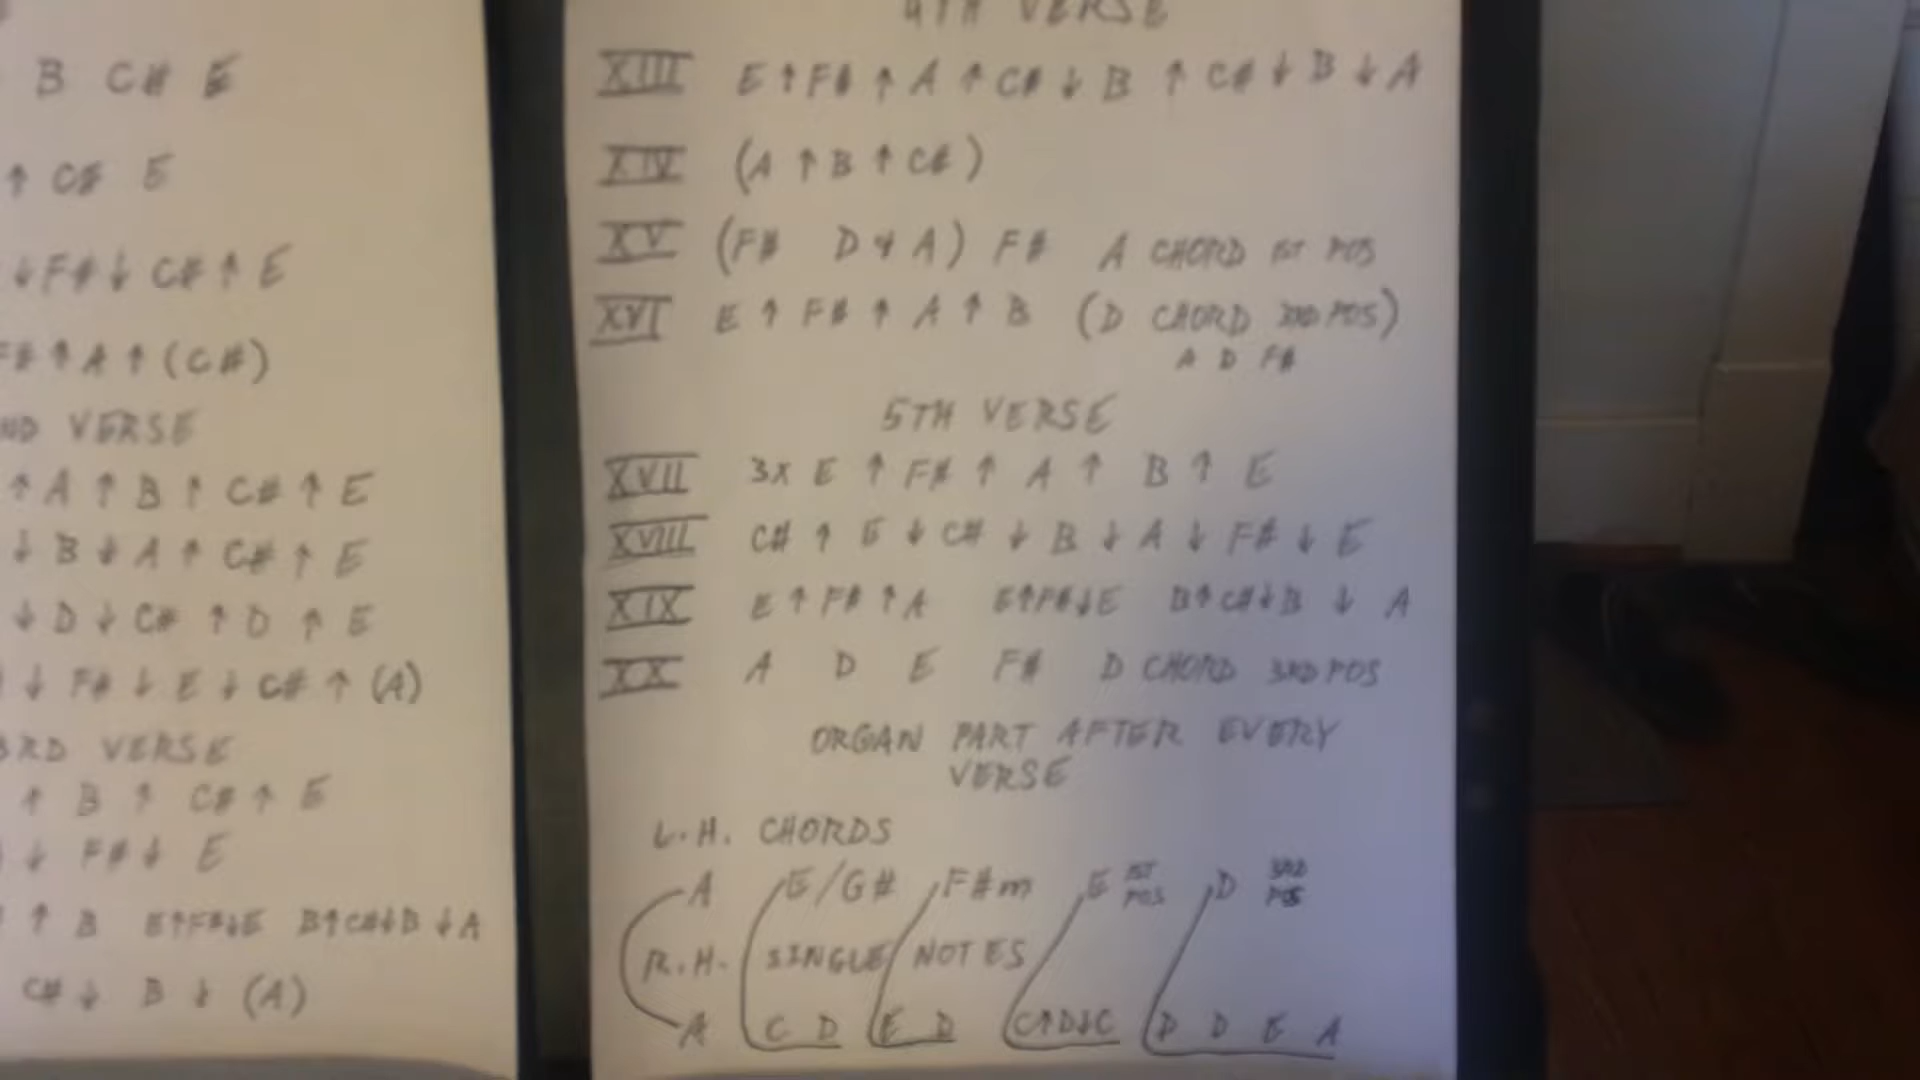 B C# E
↑ C# E
↓ F# ↓ C# ↑ E
F# ↑ A ↑ (C#)
ND VERSE
↑ A ↑ B ↑ C# ↑ E
↓ B ↓ A ↑ C# ↑ E
↓ D ↓ C# ↑ D ↑ E
↓ F# ↓ E ↓ C# ↑ (A)
3RD VERSE
↑ B ↑ C# ↑ E
↓ F# ↓ E
↑ B E↑F#↓E B↑C#↓B ↓ A
C# ↓ B ↓ (A)
4TH VERSE
XIII E ↑ F# ↑ A ↑ C# ↓ B ↑ C# ↓ B ↓ A
XIV (A ↑ B ↑ C#)
XV (F# D & A) F# A CHORD 1ST POS
XVI E ↑ F# ↑ A ↑ B (D CHORD 3RD POS)
A D F#
5TH VERSE
XVII 3X E ↑ F# ↑ A ↑ B ↑ E
XVIII C# ↑ E ↓ C# ↓ B ↓ A ↓ F# ↓ E
XIX E ↑ F# ↑ A E↑F#↓E B↑C#↓B ↓ A
XX A D E F# D CHORD 3RD POS
ORGAN PART AFTER EVERY
VERSE
L.H. CHORDS
A E/G# F#m E 1ST POS D 3RD POS
R.H. SINGLE NOTES
A C D E D C↑D↓C D D E A